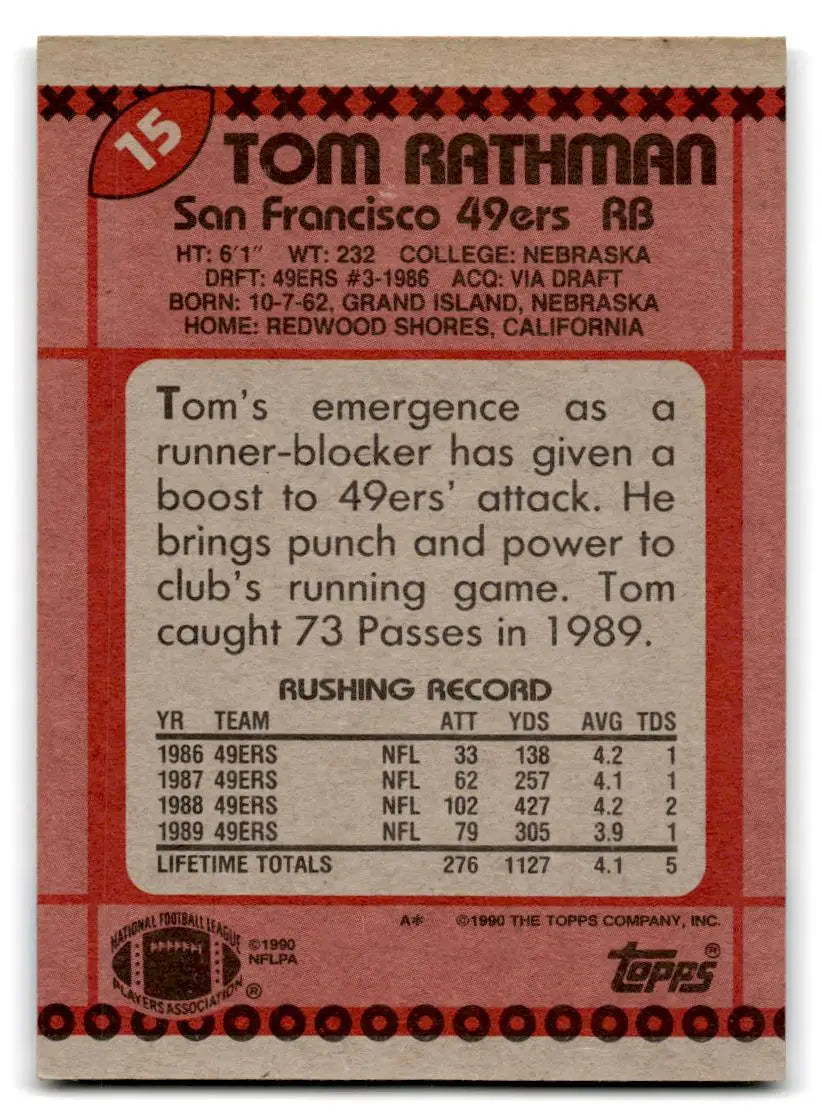 15
TOM RATHMAN
San Francisco 49ers RB
HT: 6'1" WT: 232 COLLEGE: NEBRASKA
DRFT: 49ERS #3-1986 ACQ: VIA DRAFT
BORN: 10-7-62, GRAND ISLAND, NEBRASKA
HOME: REDWOOD SHORES, CALIFORNIA
Tom's emergence as a
runner-blocker has given a
boost to 49ers' attack. He
brings punch and power to
club's running game. Tom
caught 73 Passes in 1989.
RUSHING RECORD
YR TEAM ATT YDS AVG TDS
1986 49ERS NFL 33 138 4.2 1
1987 49ERS NFL 62 257 4.1 1
1988 49ERS NFL 102 427 4.2 2
1989 49ERS NFL 79 305 3.9 1
LIFETIME TOTALS 276 1127 4.1 5
A* ©1990 THE TOPPS COMPANY, INC.
NATIONAL FOOTBALL LEAGUE
PLAYERS ASSOCIATION ®
©1990
NFLPA
Topps ®